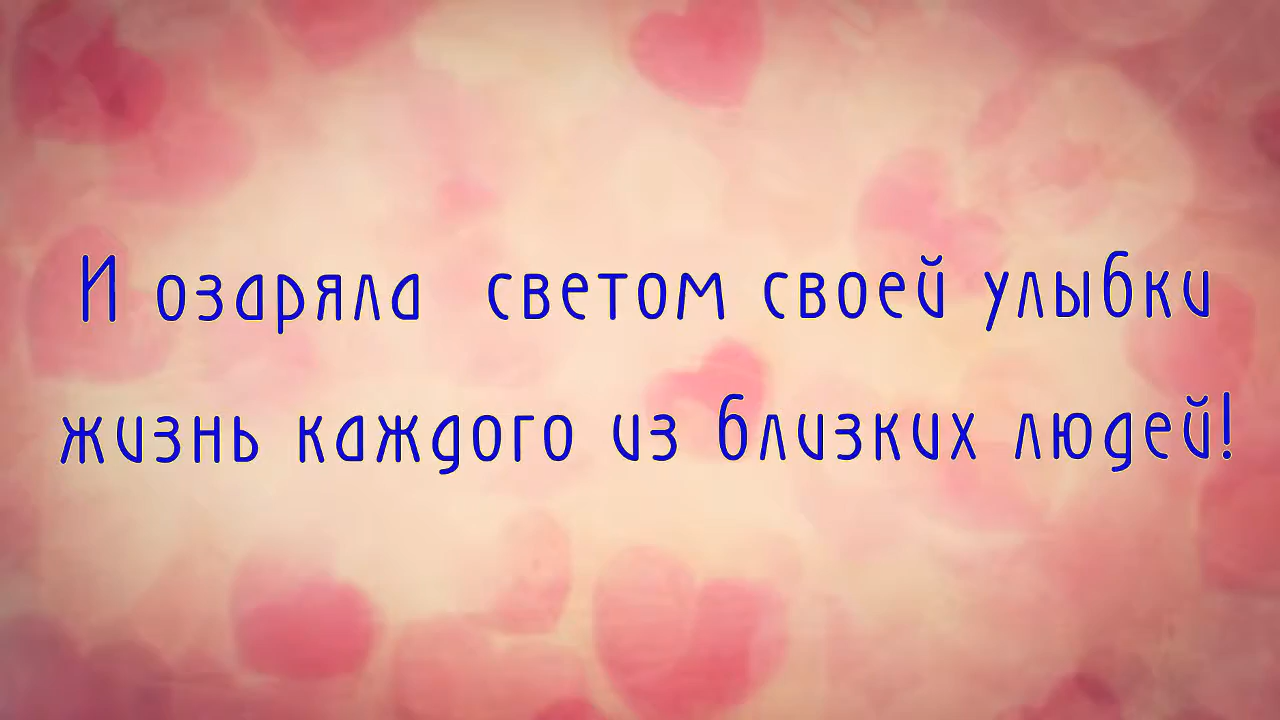 И озаряла светом своей улыбки
жизнь каждого из близких людей!